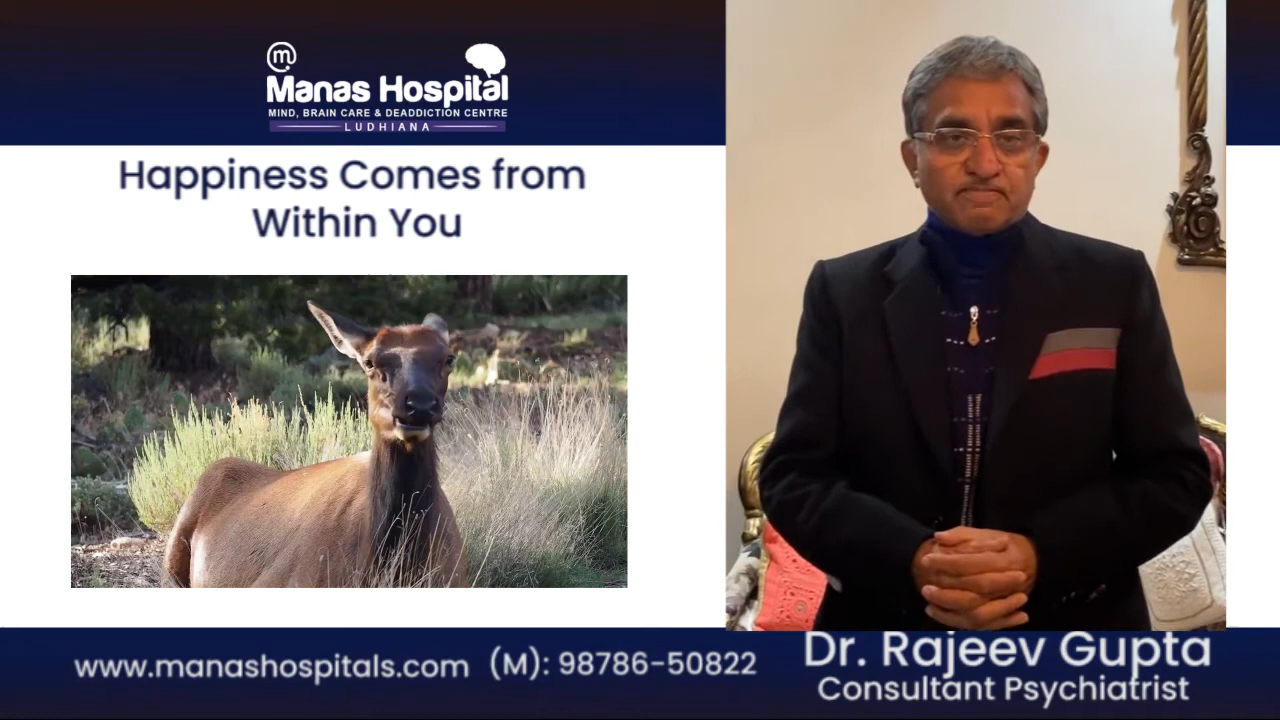 m
Manas Hospital
MIND, BRAIN CARE & DEADDICTION CENTRE
LUDHIANA
Happiness Comes from
Within You
www.manashospitals.com (M): 98786-50822
Dr. Rajeev Gupta
Consultant Psychiatrist